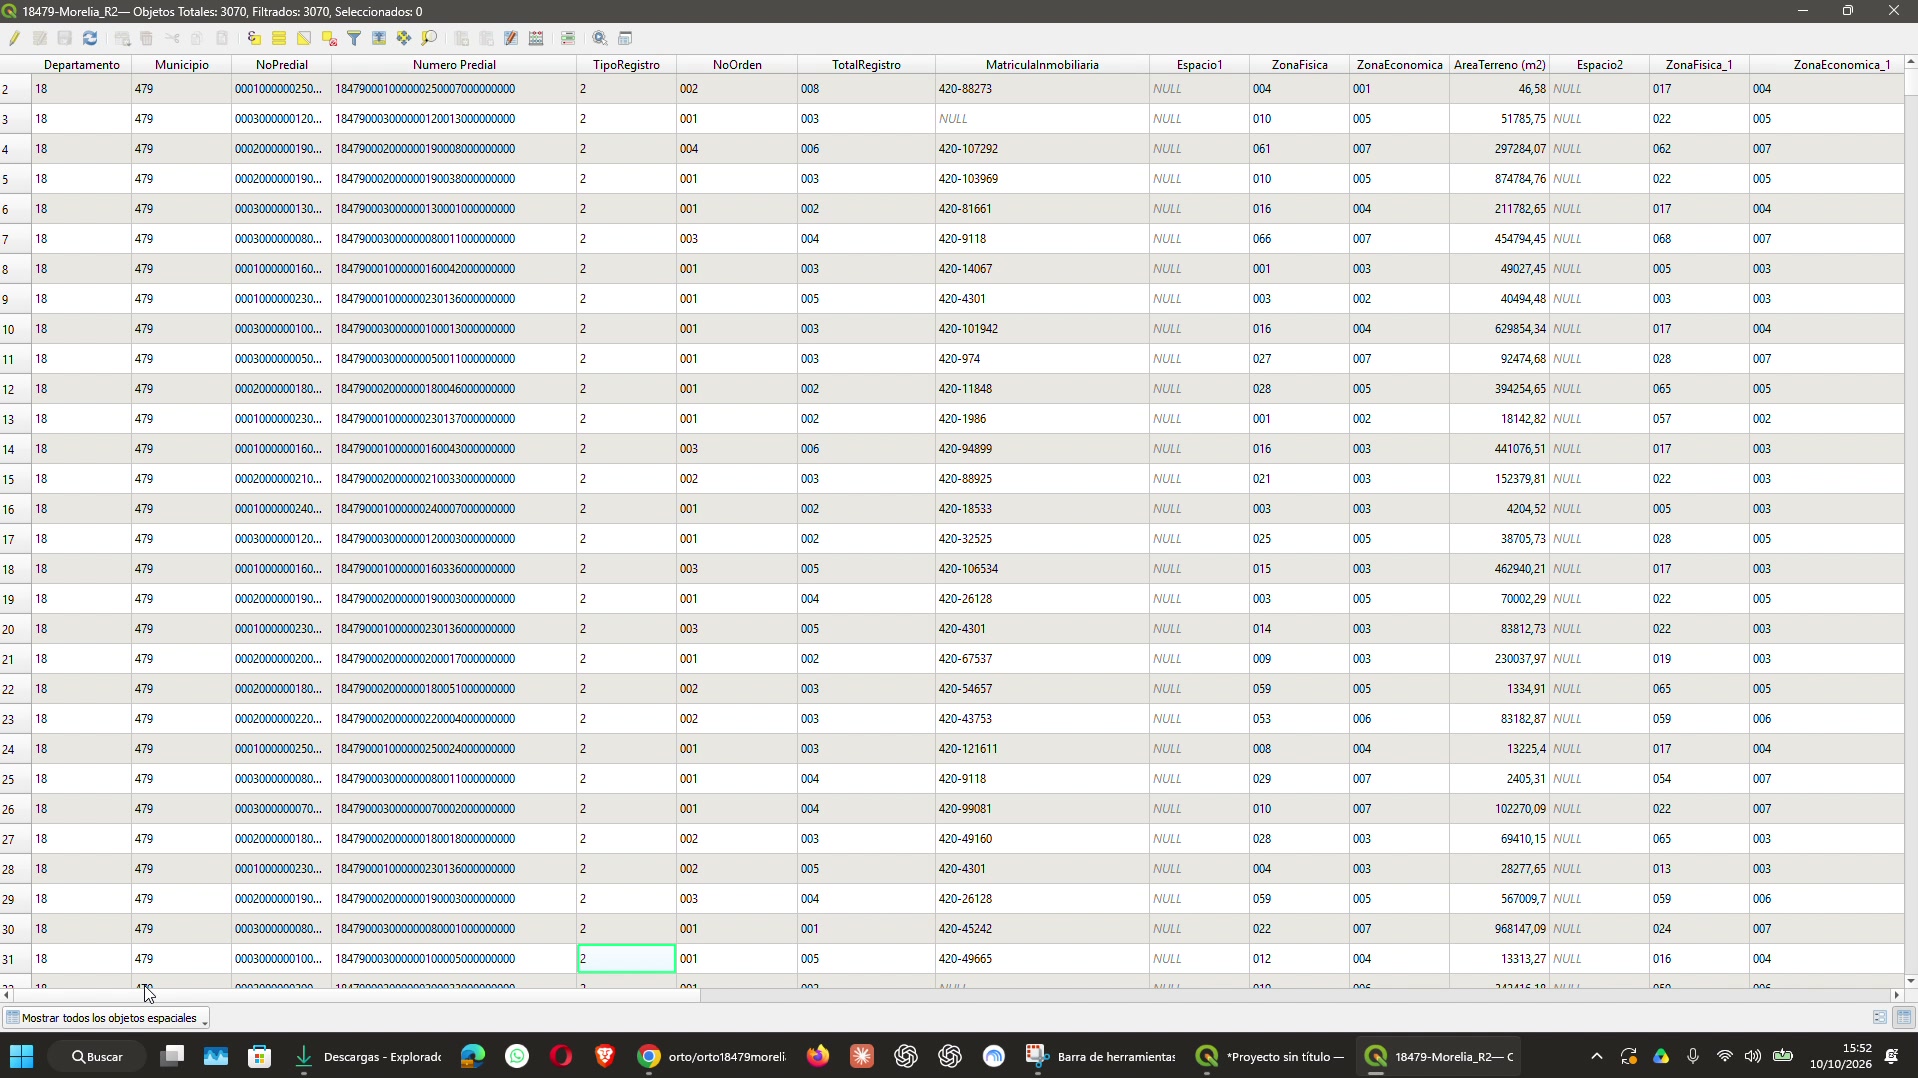 18479-Morelia_R2— Objetos Totales: 3070, Filtrados: 3070, Seleccionados: 0
Departamento Municipio NoPredial Numero Predial TipoRegistro NoOrden TotalRegistro MatriculaInmobiliaria Espacio1 ZonaFisica ZonaEconomica AreaTerreno (m2) Espacio2 ZonaFisica_1 ZonaEconomica_1
2 18 479 0001000000250... 184790001000000250007000000000 2 002 008 420-88273 NULL 004 001 46,58 NULL 017 004
3 18 479 0003000000120... 184790003000000120013000000000 2 001 003 NULL NULL 010 005 51785,75 NULL 022 005
4 18 479 0002000000190... 184790002000000190008000000000 2 004 006 420-107292 NULL 061 007 297284,07 NULL 062 007
5 18 479 0002000000190... 184790002000000190038000000000 2 001 003 420-103969 NULL 010 005 874784,76 NULL 022 005
6 18 479 0003000000130... 184790003000000130001000000000 2 001 002 420-81661 NULL 016 004 211782,65 NULL 017 004
7 18 479 0003000000080... 184790003000000080011000000000 2 003 004 420-9118 NULL 066 007 454794,45 NULL 068 007
8 18 479 0001000000160... 184790001000000160042000000000 2 001 003 420-14067 NULL 001 003 49027,45 NULL 005 003
9 18 479 0001000000230... 184790001000000230136000000000 2 001 005 420-4301 NULL 003 002 40494,48 NULL 003 003
10 18 479 0003000000100... 184790003000000100013000000000 2 001 003 420-101942 NULL 016 004 629854,34 NULL 017 004
11 18 479 0003000000050... 184790003000000050011000000000 2 001 003 420-974 NULL 027 007 92474,68 NULL 028 007
12 18 479 0002000000180... 184790002000000180046000000000 2 001 002 420-11848 NULL 028 005 394254,65 NULL 065 005
13 18 479 0001000000230... 184790001000000230137000000000 2 001 002 420-1986 NULL 001 002 18142,82 NULL 057 002
14 18 479 0001000000160... 184790001000000160043000000000 2 003 006 420-94899 NULL 016 003 441076,51 NULL 017 003
15 18 479 0002000000210... 184790002000000210033000000000 2 002 003 420-88925 NULL 021 003 152379,81 NULL 022 003
16 18 479 0001000000240... 184790001000000240007000000000 2 001 002 420-18533 NULL 003 003 4204,52 NULL 005 003
17 18 479 0003000000120... 184790003000000120003000000000 2 001 002 420-32525 NULL 025 005 38705,73 NULL 028 005
18 18 479 0001000000160... 184790001000000160336000000000 2 003 005 420-106534 NULL 015 003 462940,21 NULL 017 003
19 18 479 0002000000190... 184790002000000190003000000000 2 001 004 420-26128 NULL 003 005 70002,29 NULL 022 005
20 18 479 0001000000230... 184790001000000230136000000000 2 003 005 420-4301 NULL 014 003 83812,73 NULL 022 003
21 18 479 0002000000200... 184790002000000200017000000000 2 001 002 420-67537 NULL 009 003 230037,97 NULL 019 003
22 18 479 0002000000180... 184790002000000180051000000000 2 002 003 420-54657 NULL 059 005 1334,91 NULL 065 005
23 18 479 0002000000220... 184790002000000220004000000000 2 002 003 420-43753 NULL 053 006 83182,87 NULL 059 006
24 18 479 0001000000250... 184790001000000250024000000000 2 001 003 420-121611 NULL 008 004 13225,4 NULL 017 004
25 18 479 0003000000080... 184790003000000080011000000000 2 001 004 420-9118 NULL 029 007 2405,31 NULL 054 007
26 18 479 0003000000070... 184790003000000070002000000000 2 001 004 420-99081 NULL 010 007 102270,09 NULL 022 007
27 18 479 0002000000180... 184790002000000180018000000000 2 002 003 420-49160 NULL 028 003 69410,15 NULL 065 003
28 18 479 0001000000230... 184790001000000230136000000000 2 002 005 420-4301 NULL 004 003 28277,65 NULL 013 003
29 18 479 0002000000190... 184790002000000190003000000000 2 003 004 420-26128 NULL 059 005 567009,7 NULL 059 006
30 18 479 0003000000080... 184790003000000080001000000000 2 001 001 420-45242 NULL 022 007 968147,09 NULL 024 007
31 18 479 0003000000100... 184790003000000100005000000000 2 001 005 420-49665 NULL 012 004 13313,27 NULL 016 004
Mostrar todos los objetos espaciales
Buscar Descargas - Explorad orto/orto18479moreli Barra de herramientas *Proyecto sin título — 18479-Morelia_R2— 15:52
10/10/2026